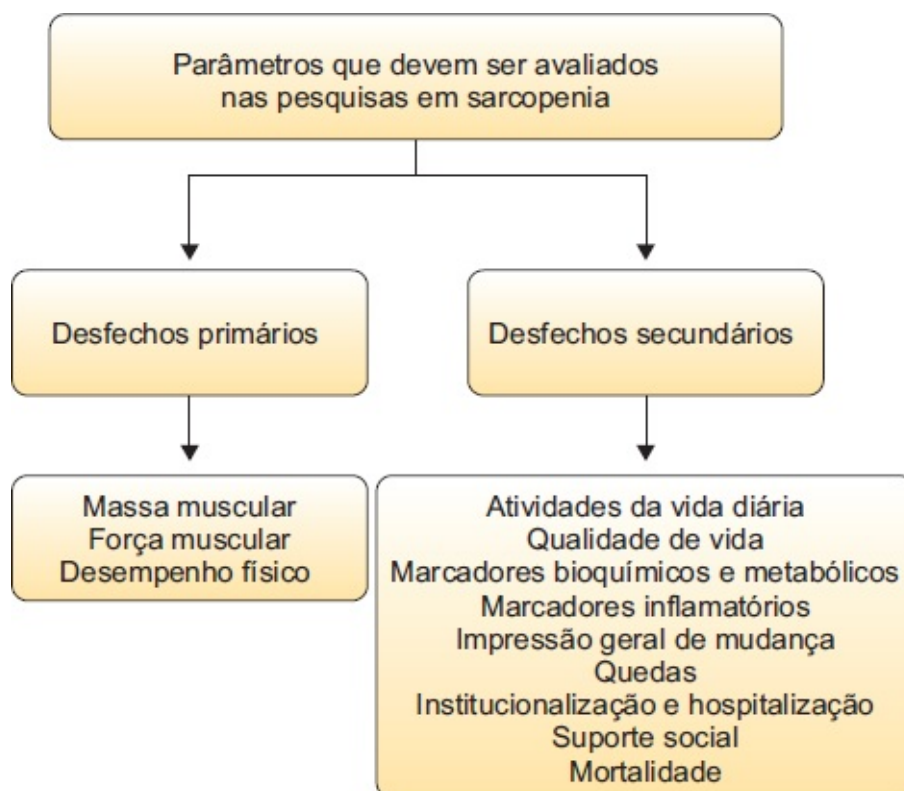 Parâmetros que devem ser avaliados
nas pesquisas em sarcopenia
Desfechos primários
Desfechos secundários
Massa muscular
Força muscular
Desempenho físico
Atividades da vida diária
Qualidade de vida
Marcadores bioquímicos e metabólicos
Marcadores inflamatórios
Impressão geral de mudança
Quedas
Institucionalização e hospitalização
Suporte social
Mortalidade